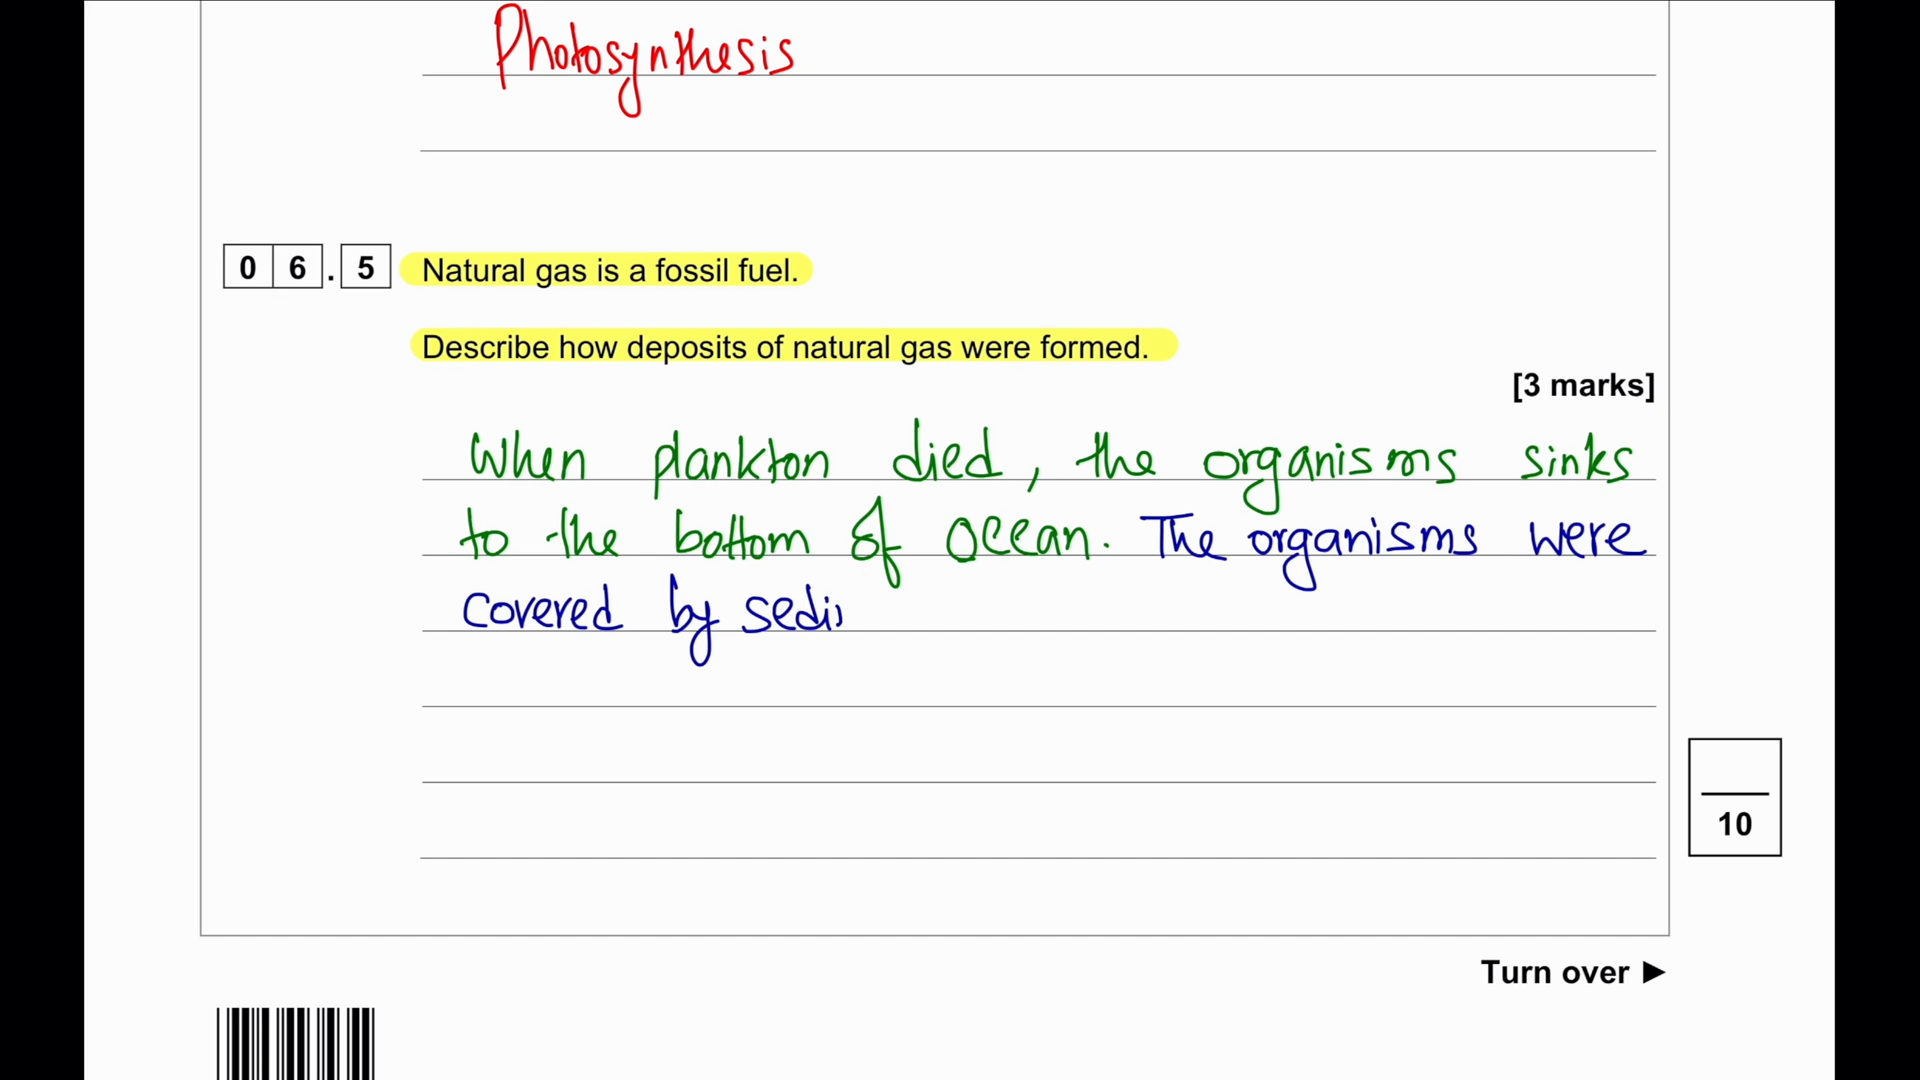 Photosynthesis
0 6 . 5 Natural gas is a fossil fuel.
Describe how deposits of natural gas were formed.
[3 marks]
When plankton died, the organisms sinks
to the bottom of ocean. The organisms were
covered by sedi
10
Turn over ►